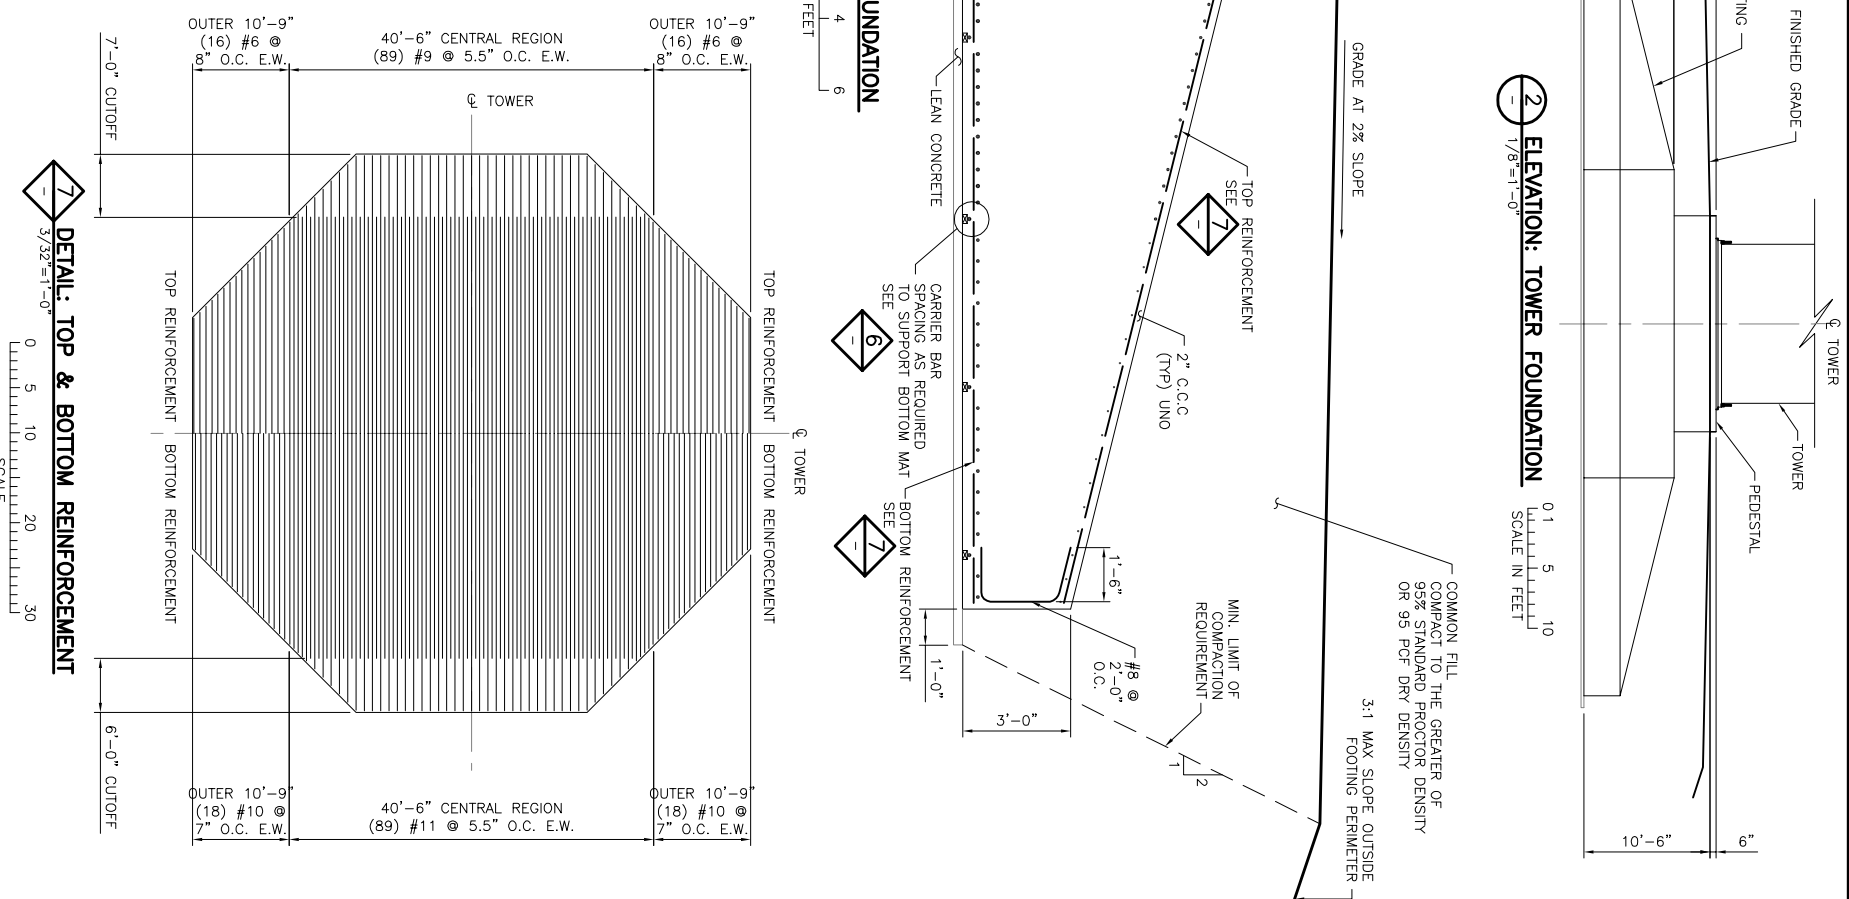 FINISHED GRADE
TING
2
-
ELEVATION: TOWER FOUNDATION
1/8"=1'-0"
0 1 5 10
SCALE IN FEET
℄ TOWER
TOWER
PEDESTAL
10'-6"
6"
UNDATION
4 6
FEET
GRADE AT 2% SLOPE
LEAN CONCRETE
TOP REINFORCEMENT
SEE
7
-
2" C.C.C
(TYP) UNO
CARRIER BAR
SPACING AS REQUIRED
TO SUPPORT BOTTOM MAT
SEE
6
-
BOTTOM REINFORCEMENT
SEE
7
-
1'-6"
#8 @
2'-0"
O.C.
1'-0"
3'-0"
MIN. LIMIT OF
COMPACTION
REQUIREMENT
1
2
COMMON FILL
COMPACT TO THE GREATER OF
95% STANDARD PROCTOR DENSITY
OR 95 PCF DRY DENSITY
3:1 MAX SLOPE OUTSIDE
FOOTING PERIMETER
OUTER 10'-9"
(16) #6 @
8" O.C. E.W.
40'-6" CENTRAL REGION
(89) #9 @ 5.5" O.C. E.W.
OUTER 10'-9"
(16) #6 @
8" O.C. E.W.
℄ TOWER
7'-0" CUTOFF
℄ TOWER
TOP REINFORCEMENT
BOTTOM REINFORCEMENT
TOP REINFORCEMENT
BOTTOM REINFORCEMENT
6'-0" CUTOFF
OUTER 10'-9"
(18) #10 @
7" O.C. E.W.
40'-6" CENTRAL REGION
(89) #11 @ 5.5" O.C. E.W.
OUTER 10'-9"
(18) #10 @
7" O.C. E.W.
7
-
DETAIL: TOP & BOTTOM REINFORCEMENT
3/32"=1'-0"
0 5 10 20 30